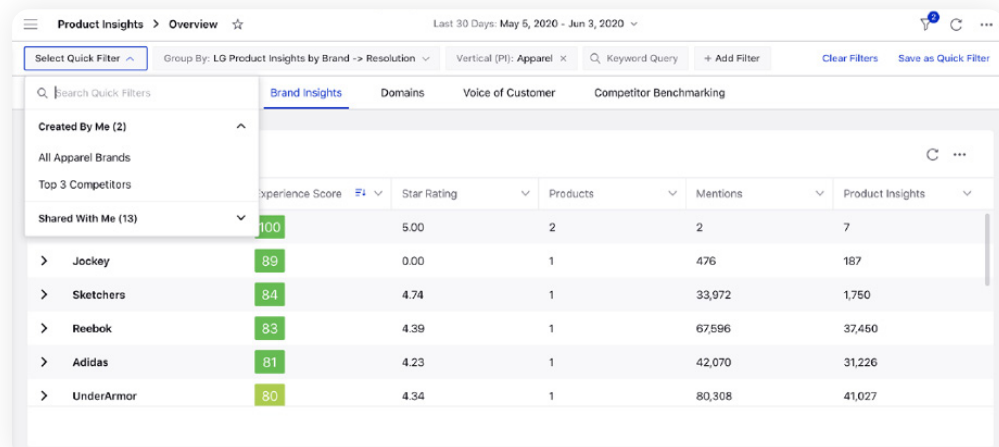 Product Insights > Overview
Last 30 Days: May 5, 2020 - Jun 3, 2020
2
Select Quick Filter
Group By: LG Product Insights by Brand -> Resolution
Vertical (PI): Apparel ×
Keyword Query
+ Add Filter
Clear Filters
Save as Quick Filter
Search Quick Filters
Brand Insights
Domains
Voice of Customer
Competitor Benchmarking
Created By Me (2)
All Apparel Brands
Top 3 Competitors
Shared With Me (13)
Experience Score Star Rating Products Mentions Product Insights
100 5.00 2 2 7
Jockey 89 0.00 1 476 187
Sketchers 84 4.74 1 33,972 1,750
Reebok 83 4.39 1 67,596 37,450
Adidas 81 4.23 1 42,070 31,226
UnderArmor 80 4.34 1 80,308 41,027